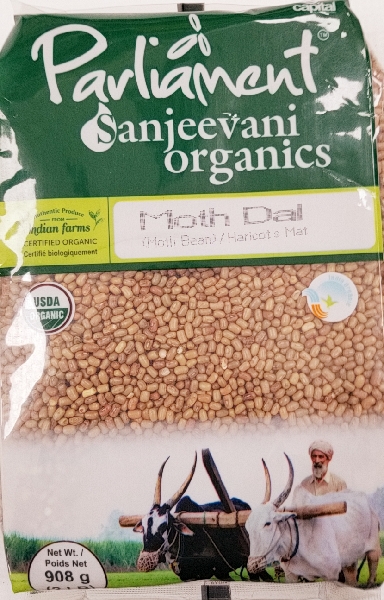 capital
Parliament
TM
Sanjeevani
organics
Authentic Produce
FROM
Indian farms
CERTIFIED ORGANIC
Certifié biologiquement
Moth Dal
(Moth Bean) / Haricots Mat
USDA
ORGANIC
Net Wt. /
Poids Net
908 g